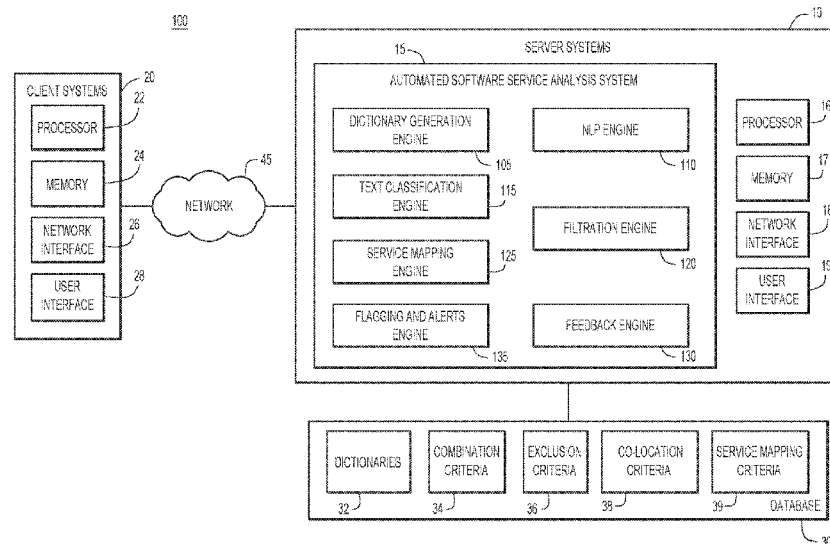 100
10
SERVER SYSTEMS
15
AUTOMATED SOFTWARE SERVICE ANALYSIS SYSTEM
20
CLIENT SYSTEMS
PROCESSOR
22
MEMORY
24
NETWORK
INTERFACE
26
USER
INTERFACE
28
45
NETWORK
DICTIONARY GENERATION
ENGINE
105
NLP ENGINE
110
TEXT CLASSIFICATION
ENGINE
115
FILTRATION ENGINE
120
SERVICE MAPPING
ENGINE
125
FLAGGING AND ALERTS
ENGINE
135
FEEDBACK ENGINE
130
PROCESSOR
16
MEMORY
17
NETWORK
INTERFACE
18
USER
INTERFACE
19
DICTIONARIES
32
COMBINATION
CRITERIA
34
EXCLUSION
CRITERIA
36
CO-LOCATION
CRITERIA
38
SERVICE MAPPING
CRITERIA
39
DATABASE
30